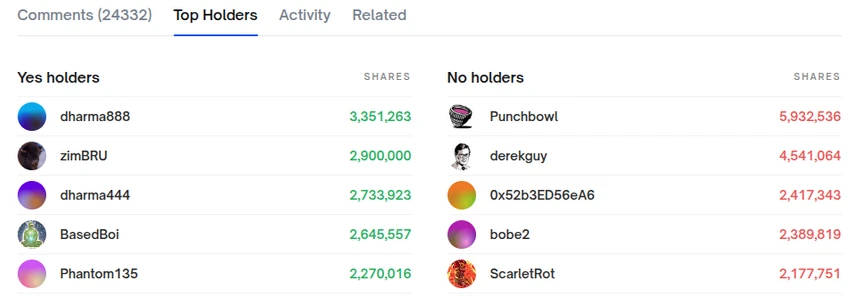 Comments (24332) Top Holders Activity Related
Yes holders SHARES
dharma888 3,351,263
zimBRU 2,900,000
dharma444 2,733,923
BasedBoi 2,645,557
Phantom135 2,270,016
No holders SHARES
Punchbowl 5,932,536
derekguy 4,541,064
0x52b3ED56eA6 2,417,343
bobe2 2,389,819
ScarletRot 2,177,751